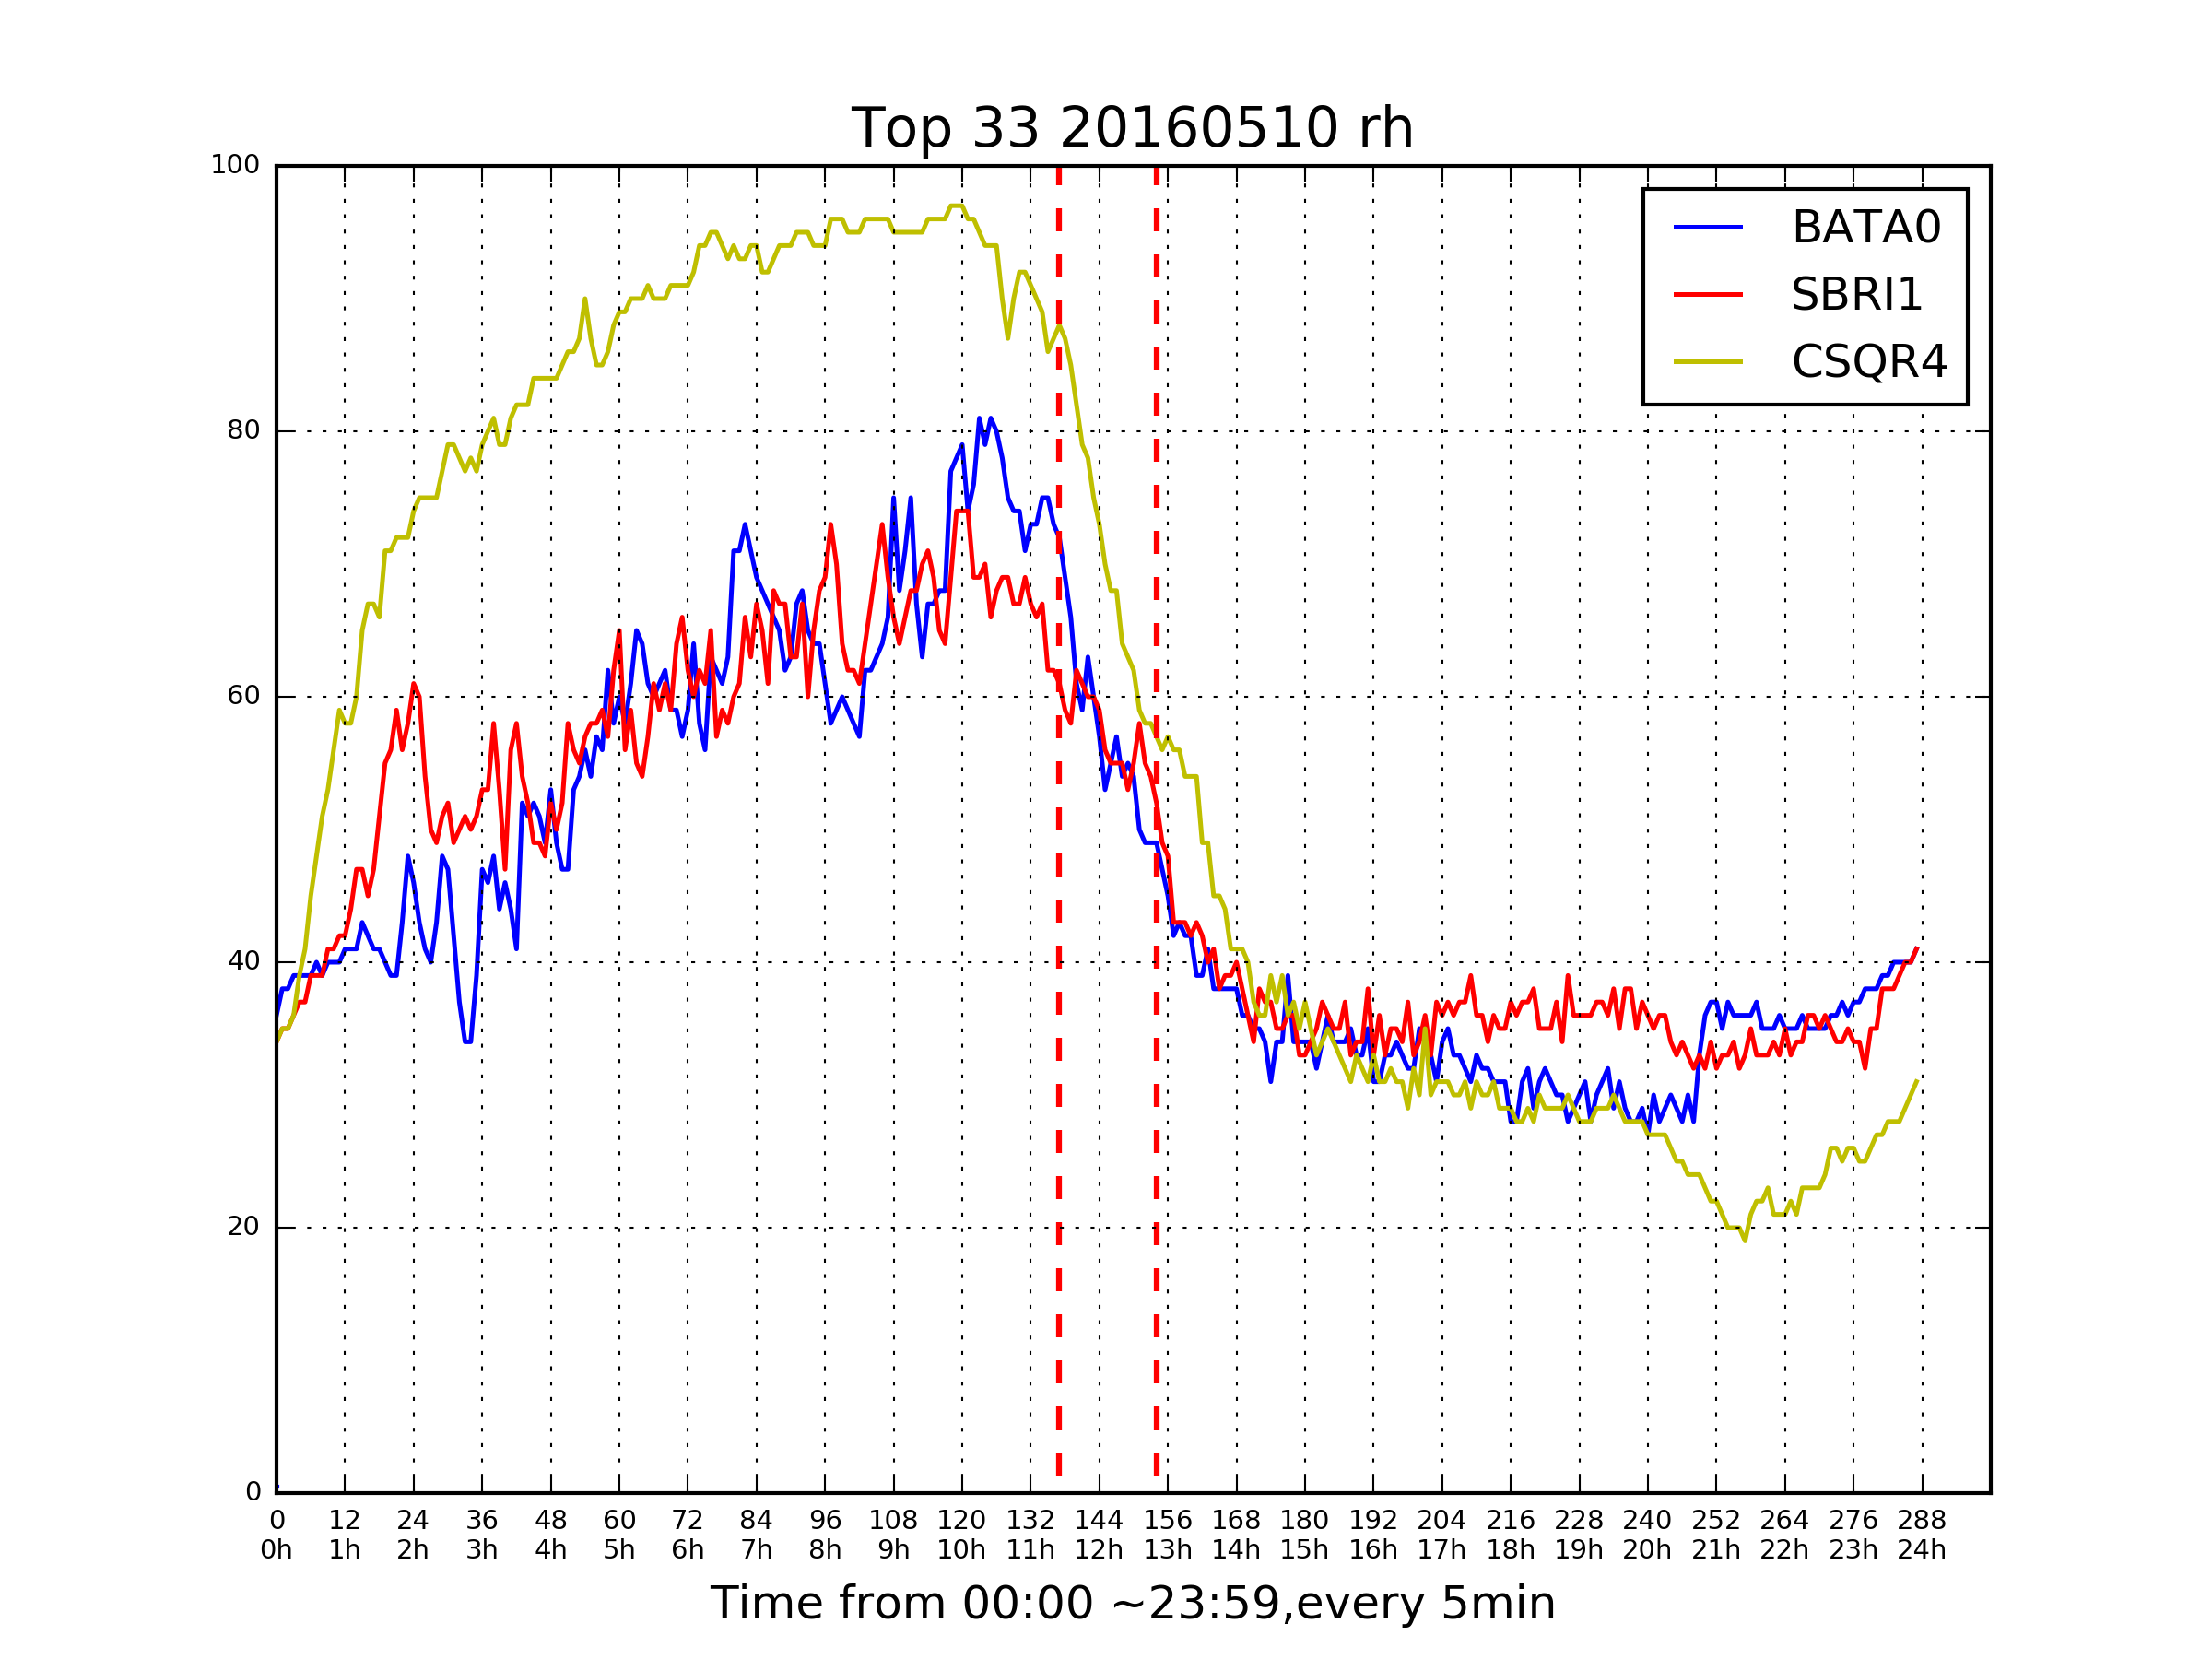 Top 33 20160510 rh
100
80
60
40
20
0
BATA0
SBRI1
CSQR4
0 12 24 36 48 60 72 84 96 108 120 132 144 156 168 180 192 204 216 228 240 252 264 276 288
0h 1h 2h 3h 4h 5h 6h 7h 8h 9h 10h 11h 12h 13h 14h 15h 16h 17h 18h 19h 20h 21h 22h 23h 24h
Time from 00:00 ~23:59,every 5min